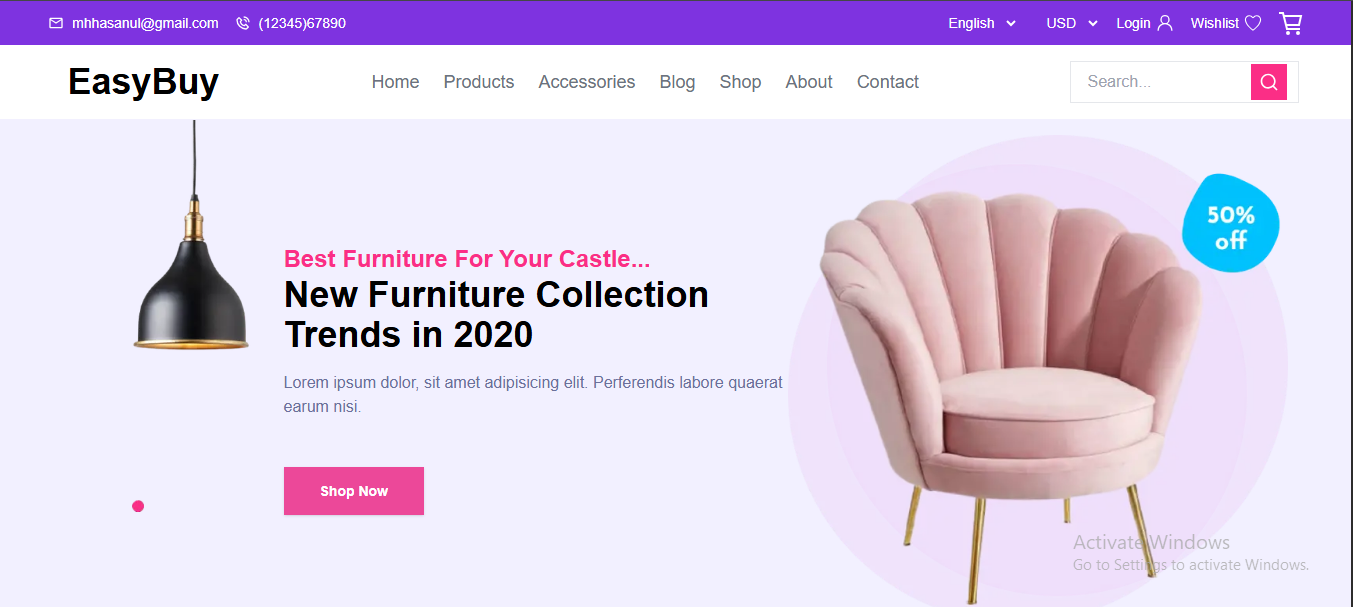 mhhasanul@gmail.com (12345)67890 English USD Login Wishlist
EasyBuy Home Products Accessories Blog Shop About Contact Search...
50%
off
Best Furniture For Your Castle...
New Furniture Collection
Trends in 2020
Lorem ipsum dolor, sit amet adipisicing elit. Perferendis labore quaerat
earum nisi.
Shop Now
Activate Windows
Go to Settings to activate Windows.